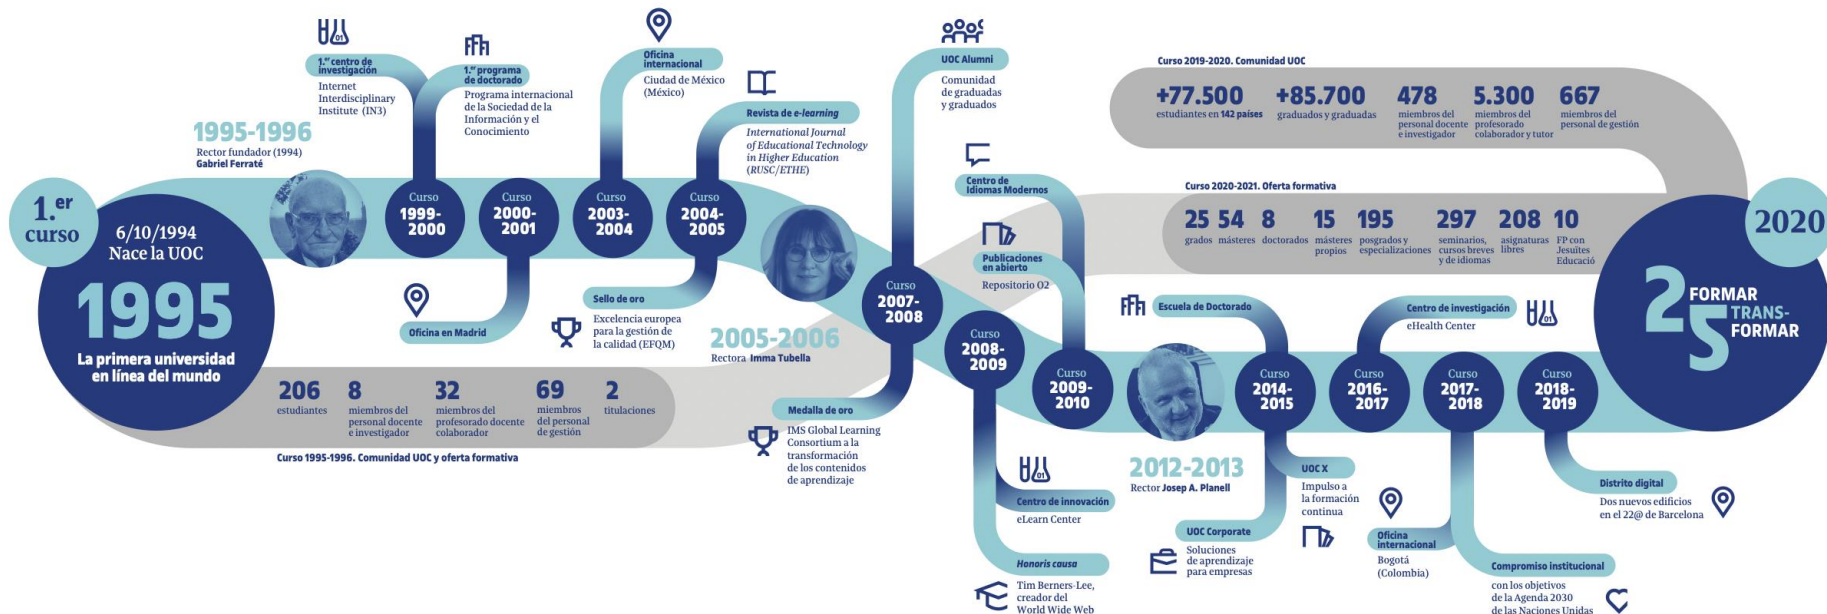 1.er
curso
6/10/1994
Nace la UOC
1995
La primera universidad
en línea del mundo
1995-1996
Rector fundador (1994)
Gabriel Ferraté
1.er centro de
investigación
Internet
Interdisciplinary
Institute (IN3)
01
1.er programa
de doctorado
Programa internacional
de la Sociedad de la
Información y el
Conocimiento
Curso
1999-
2000
Curso
2000-
2001
Oficina en Madrid
Oficina
internacional
Ciudad de México
(México)
Curso
2003-
2004
Revista de e-learning
International Journal
of Educational Technology
in Higher Education
(RUSC/ETHE)
Curso
2004-
2005
Sello de oro
Excelencia europea
para la gestión de
la calidad (EFQM)
2005-2006
Rectora Imma Tubella
206
estudiantes
8
miembros del
personal docente
e investigador
32
miembros del
profesorado docente
colaborador
69
miembros
del personal
de gestión
2
titulaciones
Curso 1995-1996. Comunidad UOC y oferta formativa
UOC Alumni
Comunidad
de graduadas
y graduados
Curso
2007-
2008
Medalla de oro
IMS Global Learning
Consortium a la
transformación
de los contenidos
de aprendizaje
Curso
2008-
2009
01
Centro de innovación
eLearn Center
Honoris causa
Tim Berners-Lee,
creador del
World Wide Web
Centro de
Idiomas Modernos
Publicaciones
en abierto
Repositorio O2
Curso
2009-
2010
2012-2013
Rector Josep A. Planell
Escuela de Doctorado
Curso
2014-
2015
UOC X
Impulso a
la formación
continua
UOC Corporate
Soluciones
de aprendizaje
para empresas
Centro de investigación
eHealth Center
01
Curso
2016-
2017
Curso
2017-
2018
Oficina
internacional
Bogotá
(Colombia)
Compromiso institucional
con los objetivos
de la Agenda 2030
de las Naciones Unidas
Curso
2018-
2019
Distrito digital
Dos nuevos edificios
en el 22@ de Barcelona
Curso 2019-2020. Comunidad UOC
+77.500
estudiantes en 142 países
+85.700
graduados y graduadas
478
miembros del
personal docente
e investigador
5.300
miembros del
profesorado
colaborador y tutor
667
miembros del
personal de gestión
Curso 2020-2021. Oferta formativa
25
grados
54
másteres
8
doctorados
15
másteres
propios
195
posgrados y
especializaciones
297
seminarios,
cursos breves
y de idiomas
208
asignaturas
libres
10
FP con
Jesuïtes
Educació
2020
25
FORMAR
TRANS-
FORMAR